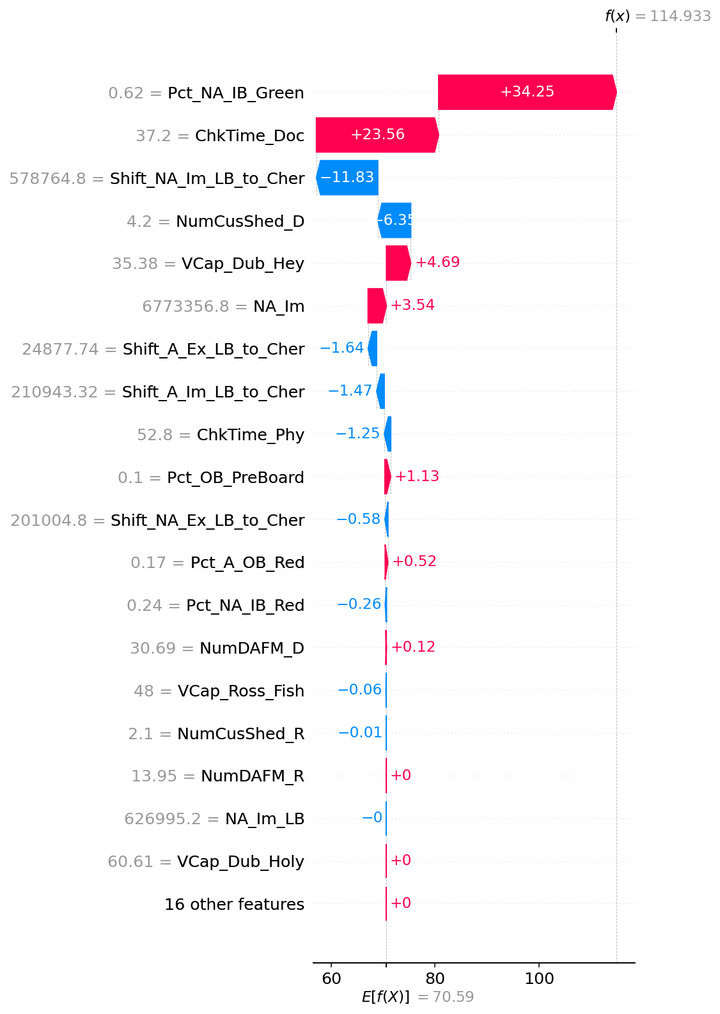 f(x) = 114.933
0.62 = Pct_NA_IB_Green +34.25
37.2 = ChkTime_Doc +23.56
578764.8 = Shift_NA_Im_LB_to_Cher −11.83
4.2 = NumCusShed_D −6.35
35.38 = VCap_Dub_Hey +4.69
6773356.8 = NA_Im +3.54
24877.74 = Shift_A_Ex_LB_to_Cher −1.64
210943.32 = Shift_A_Im_LB_to_Cher −1.47
52.8 = ChkTime_Phy −1.25
0.1 = Pct_OB_PreBoard +1.13
201004.8 = Shift_NA_Ex_LB_to_Cher −0.58
0.17 = Pct_A_OB_Red +0.52
0.24 = Pct_NA_IB_Red −0.26
30.69 = NumDAFM_D +0.12
48 = VCap_Ross_Fish −0.06
2.1 = NumCusShed_R −0.01
13.95 = NumDAFM_R +0
626995.2 = NA_Im_LB −0
60.61 = VCap_Dub_Holy +0
16 other features +0
60 80 100
E[f(X)] = 70.59